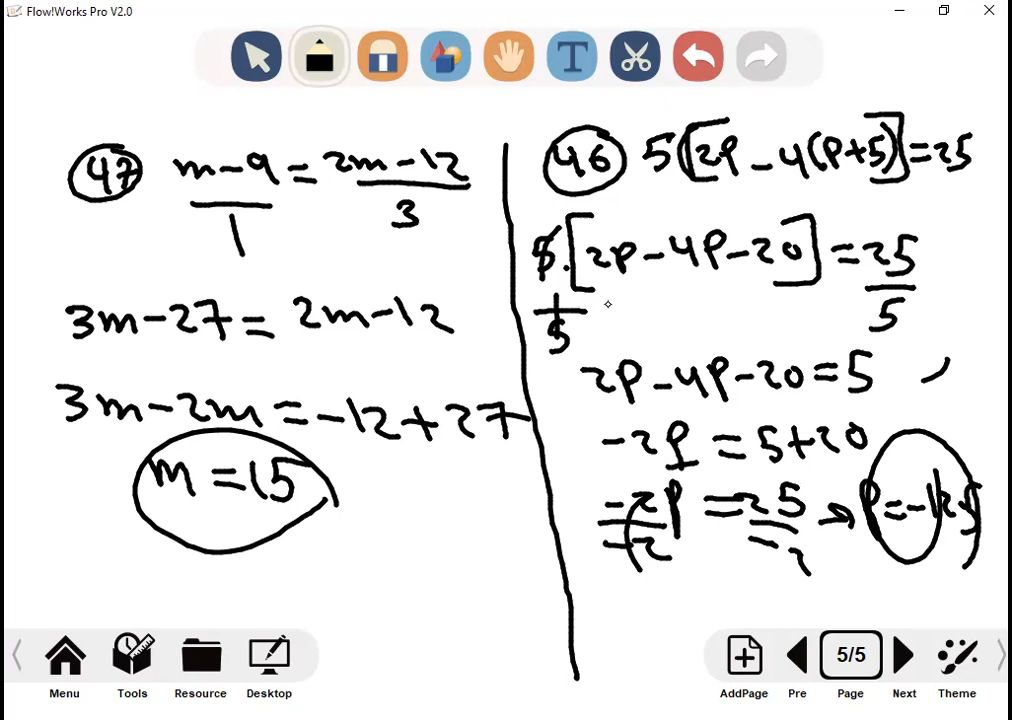 Flow!Works Pro V2.0
T
47 m-9 = 2m-12
1 3
3m-27 = 2m-12
3m-2m = -12+27
m = 15
46 5[2p-4(p+5)] = 25
5.[2p-4p-20] = 25
5 5
2p-4p-20 = 5
-2p = 5+20
-2p = 25 → p = -12.5
-2 -2
Menu Tools Resource Desktop
AddPage Pre 5/5 Page Next Theme